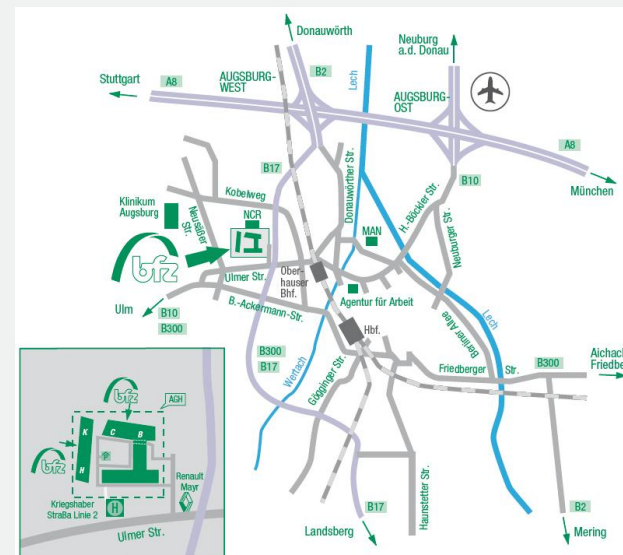 Donauwörth
Neuburg
a.d. Donau
B2
Lech
Stuttgart
A8
AUGSBURG-
WEST
AUGSBURG-
OST
A8
München
B17
B10
Klinikum
Augsburg
Neusäßer
Str.
Kobelweg
NCR
Donauwörther Str.
MAN
H.-Böckler Str.
Neuburger Str.
bfz
Ulmer Str.
Ober-
hauser
Bhf.
Agentur für Arbeit
Ulm
B10
B300
B.-Ackermann-Str.
Hbf.
Berliner Allee
Lech
B300
B17
Wertach
Gögginger Str.
Friedberger
Str.
B300
Aichach
Friedbe
bfz
AGH
K
C
B
H
bfz
Renault
Mayr
Kriegshaber
StraBa Linie 2
H
Ulmer Str.
Haunstetter Str.
B17
Landsberg
B2
Mering